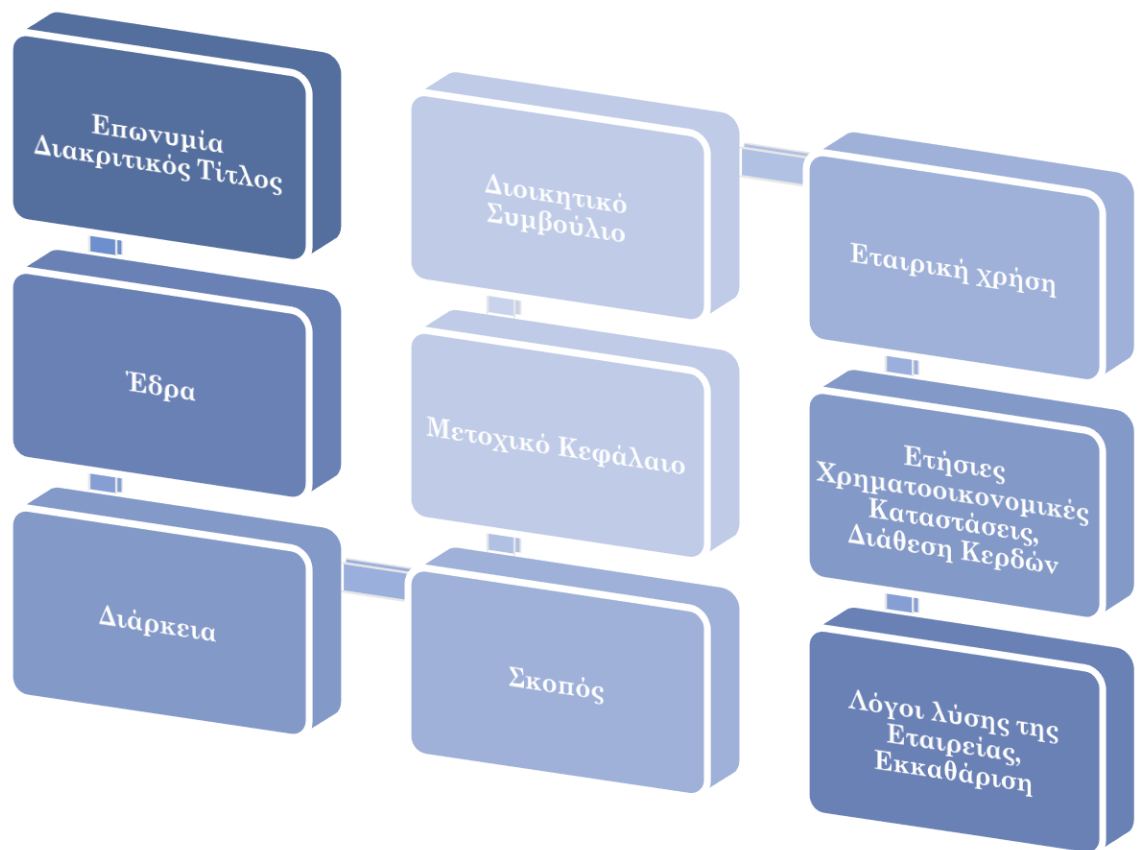 Επωνυμία
Διακριτικός Τίτλος
Έδρα
Διάρκεια
Σκοπός
Μετοχικό Κεφάλαιο
Διοικητικό
Συμβούλιο
Εταιρική χρήση
Ετήσιες
Χρηματοοικονομικές
Καταστάσεις,
Διάθεση Κερδών
Λόγοι λύσης της
Εταιρείας,
Εκκαθάριση